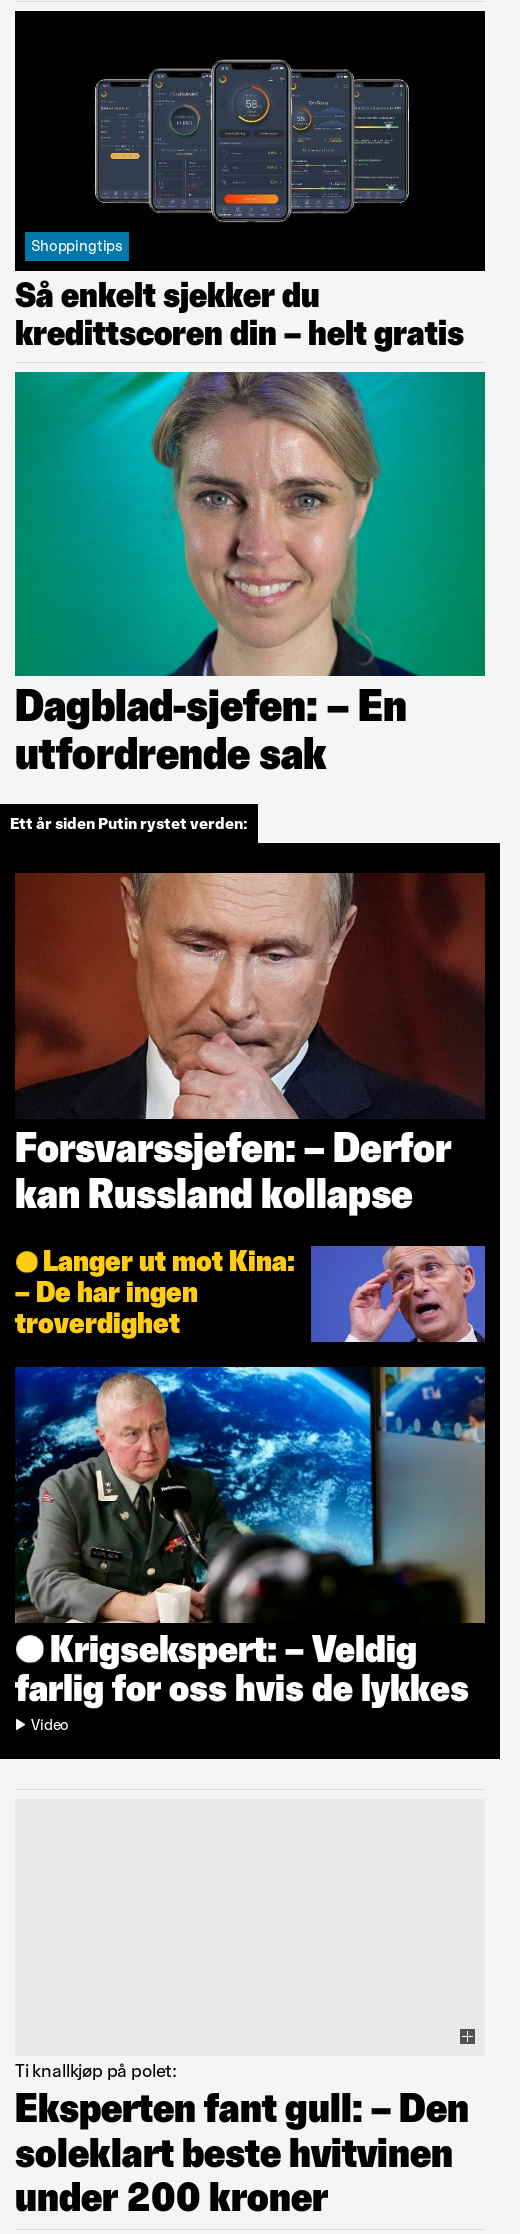 58
Shoppingtips
Så enkelt sjekker du
kredittscoren din – helt gratis
Dagblad-sjefen: – En
utfordrende sak
Ett år siden Putin rystet verden:
Forsvarssjefen: – Derfor
kan Russland kollapse
Langer ut mot Kina:
– De har ingen
troverdighet
Krigsekspert: – Veldig
farlig for oss hvis de lykkes
Video
Ti knallkjøp på polet:
Eksperten fant gull: – Den
soleklart beste hvitvinen
under 200 kroner